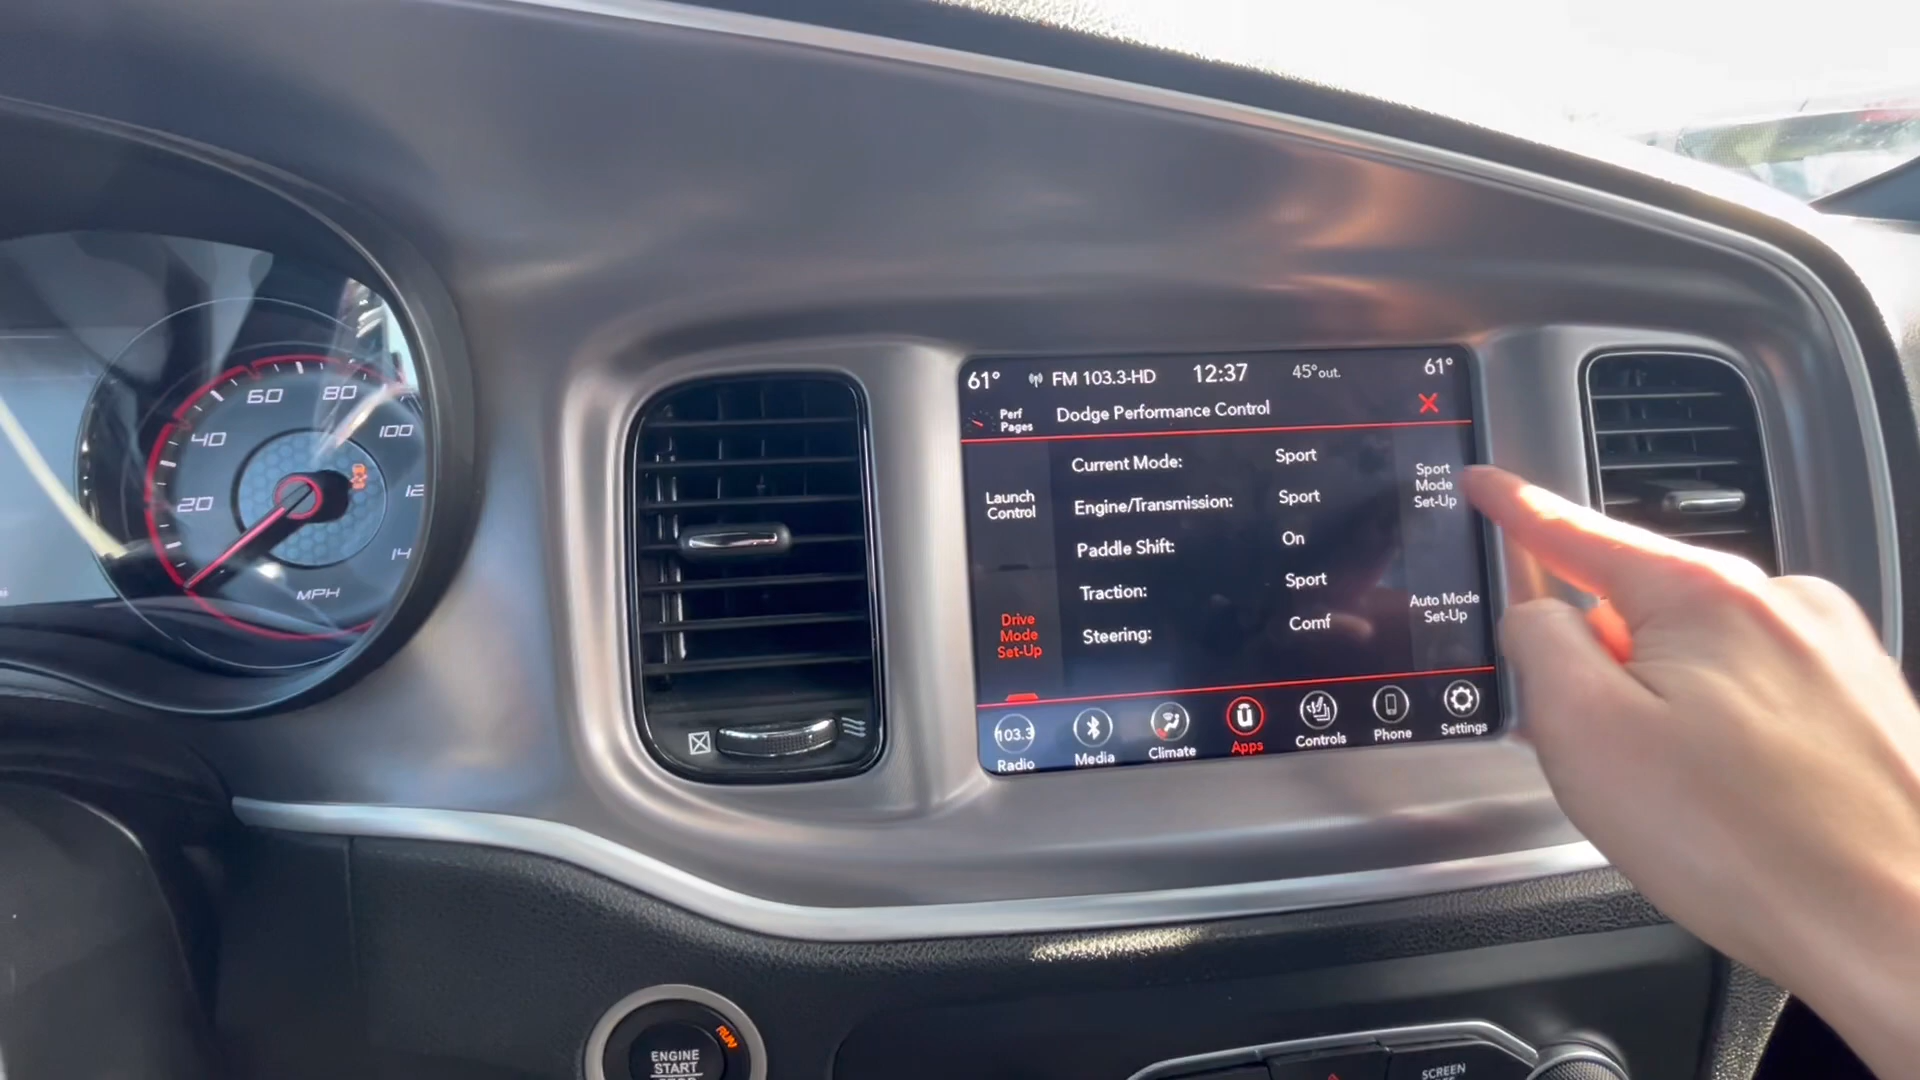 61° FM 103.3-HD 12:37 45°out. 61°
Perf
Pages
Dodge Performance Control
Current Mode: Sport
Engine/Transmission: Sport
Paddle Shift: On
Traction: Sport
Steering: Comf
Launch
Control
Drive
Mode
Set-Up
Sport
Mode
Set-Up
Auto Mode
Set-Up
103.3
Radio
Media
Climate
Apps
Controls
Phone
Settings
20
40
60
80
100
12
14
MPH
RUN
ENGINE
START
SCREEN